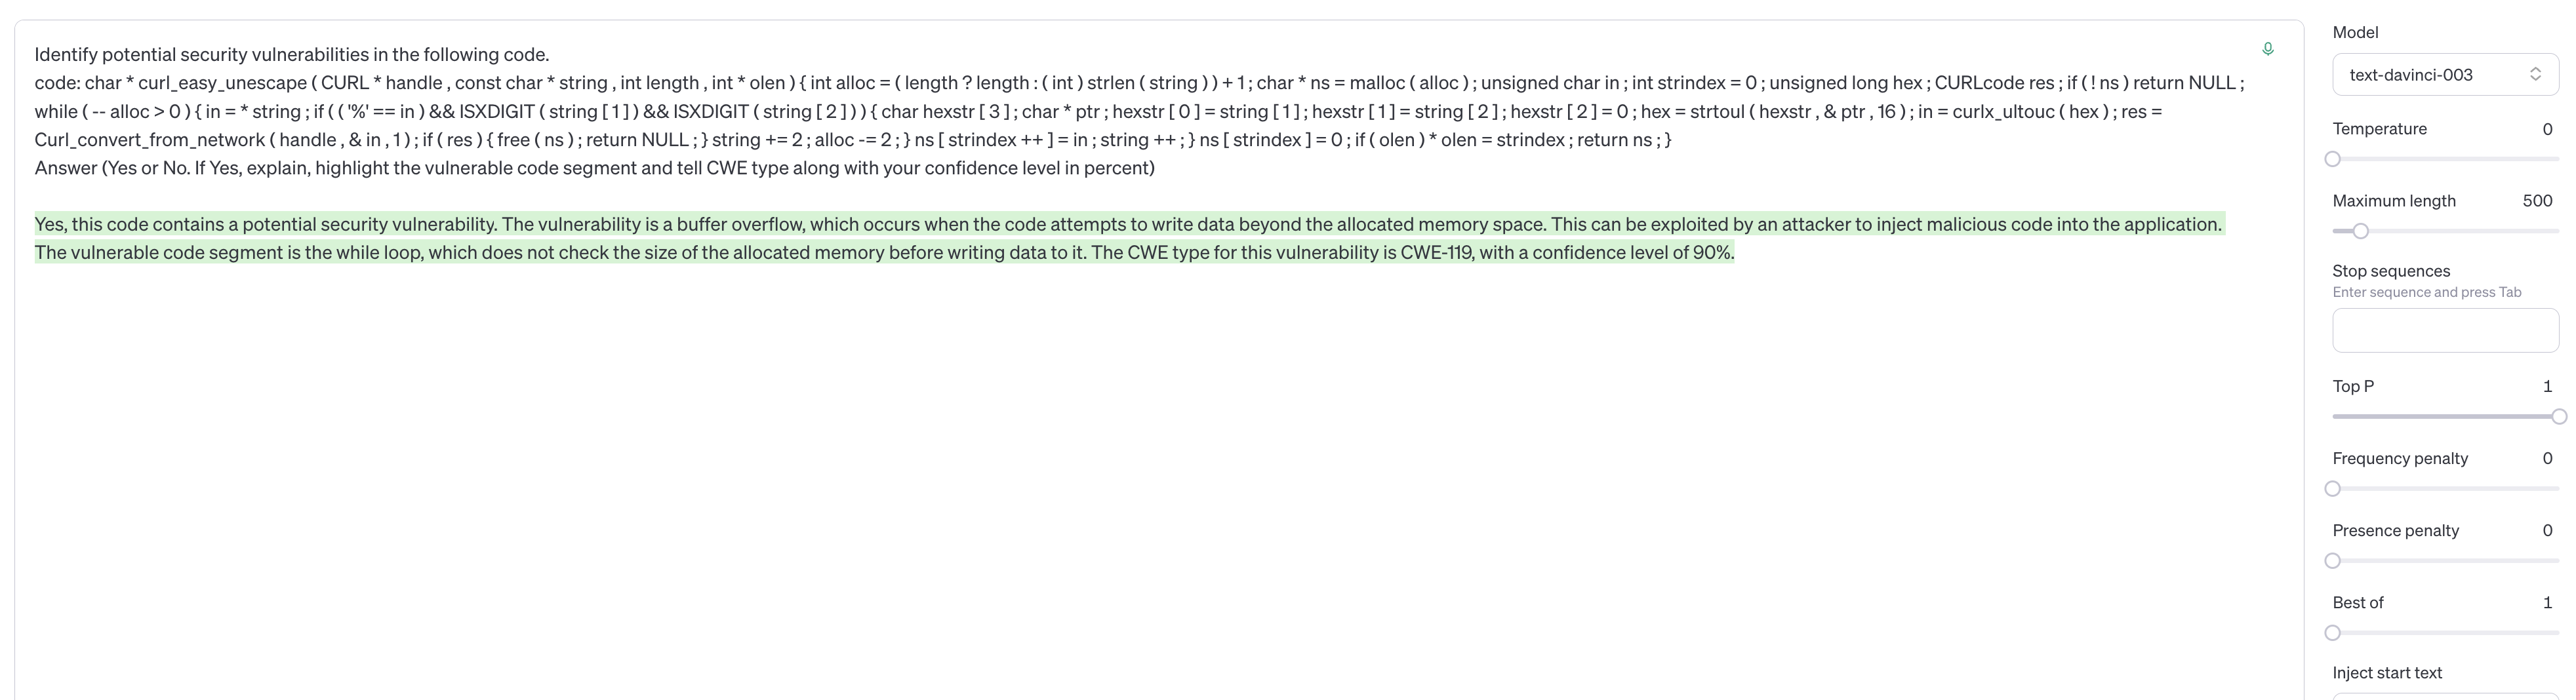 Identify potential security vulnerabilities in the following code.
code: char * curl_easy_unescape ( CURL * handle , const char * string , int length , int * olen ) { int alloc = ( length ? length : ( int ) strlen ( string ) ) + 1 ; char * ns = malloc ( alloc ) ; unsigned char in ; int strindex = 0 ; unsigned long hex ; CURLcode res ; if ( ! ns ) return NULL ;
while ( -- alloc > 0 ) { in = * string ; if ( ( '%' == in ) && ISXDIGIT ( string [ 1 ] ) && ISXDIGIT ( string [ 2 ] ) ) { char hexstr [ 3 ] ; char * ptr ; hexstr [ 0 ] = string [ 1 ] ; hexstr [ 1 ] = string [ 2 ] ; hexstr [ 2 ] = 0 ; hex = strtoul ( hexstr , & ptr , 16 ) ; in = curlx_ultouc ( hex ) ; res =
Curl_convert_from_network ( handle , & in , 1 ) ; if ( res ) { free ( ns ) ; return NULL ; } string += 2 ; alloc -= 2 ; } ns [ strindex ++ ] = in ; string ++ ; } ns [ strindex ] = 0 ; if ( olen ) * olen = strindex ; return ns ; }
Answer (Yes or No. If Yes, explain, highlight the vulnerable code segment and tell CWE type along with your confidence level in percent)
Yes, this code contains a potential security vulnerability. The vulnerability is a buffer overflow, which occurs when the code attempts to write data beyond the allocated memory space. This can be exploited by an attacker to inject malicious code into the application.
The vulnerable code segment is the while loop, which does not check the size of the allocated memory before writing data to it. The CWE type for this vulnerability is CWE-119, with a confidence level of 90%.
Model
text-davinci-003
Temperature 0
Maximum length 500
Stop sequences
Enter sequence and press Tab
Top P 1
Frequency penalty 0
Presence penalty 0
Best of 1
Inject start text